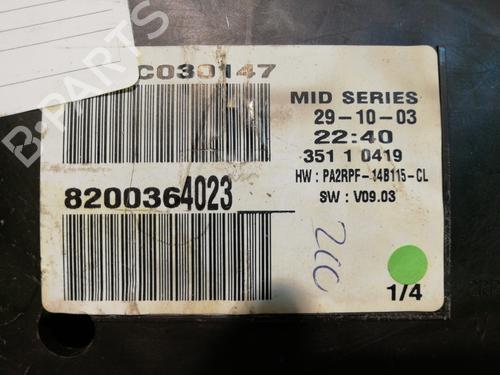 C030147
8200364023
MID SERIES
29-10-03
22:40
351 1 0419
HW : PA2RPF-14B115-CL
SW : V09.03
1/4
B-PARTS